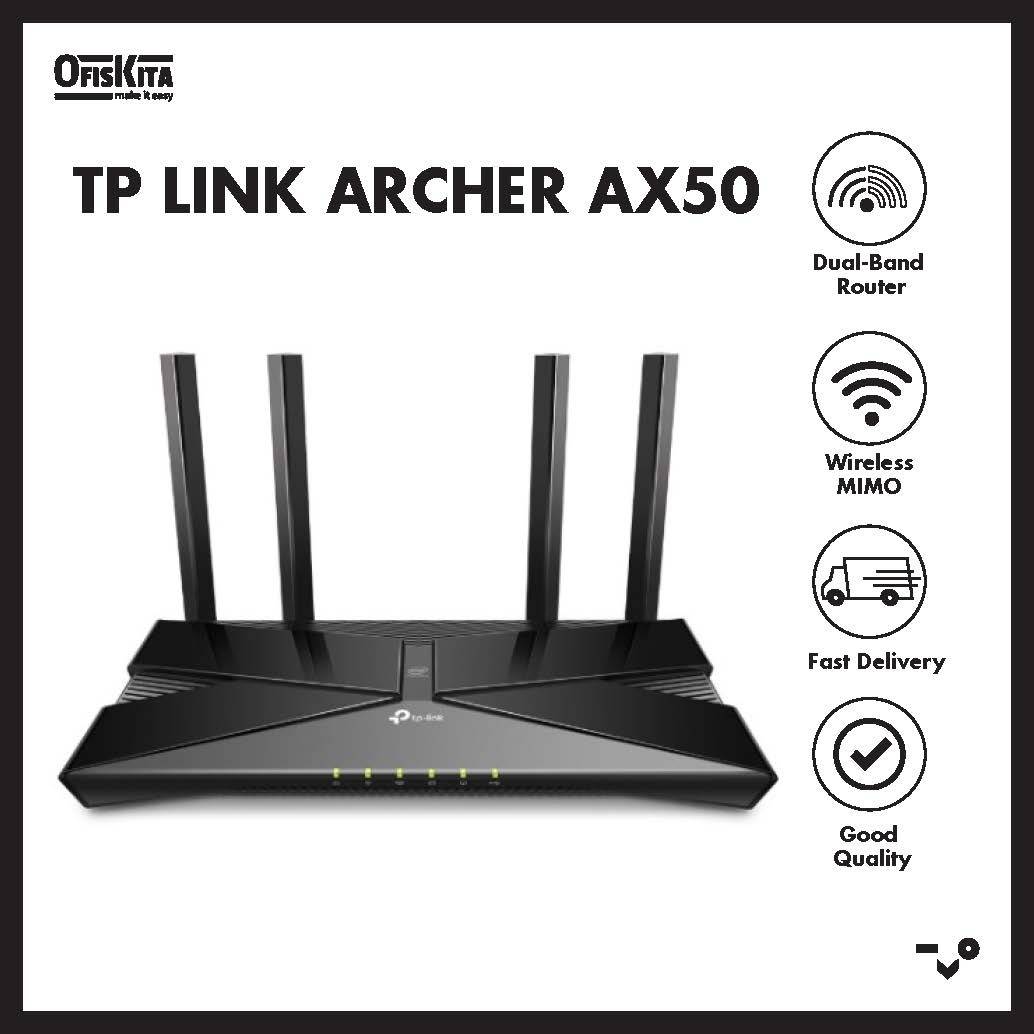 OFISKITA
make it easy
TP LINK ARCHER AX50
Dual-Band
Router
Wireless
MIMO
Fast Delivery
Good
Quality
tp-link